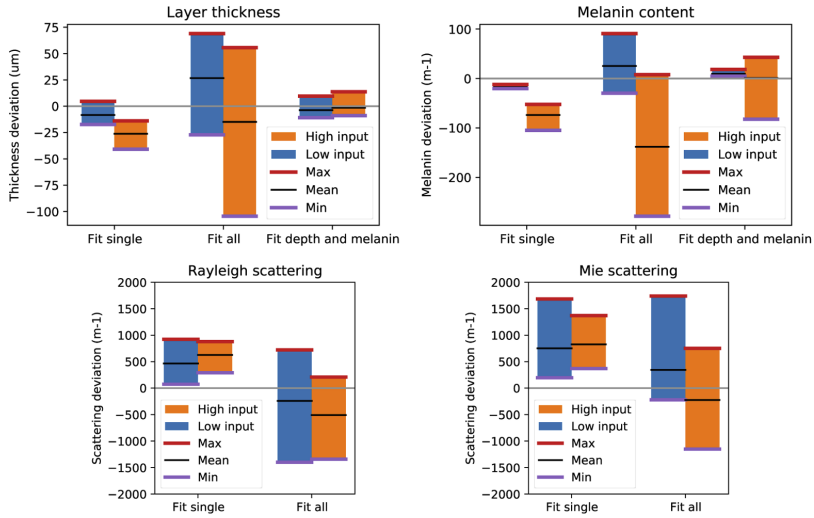 Layer thickness
Thickness deviation (um)
75
50
25
0
−25
−50
−75
−100
High input
Low input
Max
Mean
Min
Fit single
Fit all
Fit depth and melanin
Melanin content
Melanin deviation (m-1)
100
0
−100
−200
High input
Low input
Max
Mean
Min
Fit single
Fit all
Fit depth and melanin
Rayleigh scattering
Scattering deviation (m-1)
2000
1500
1000
500
0
−500
−1000
−1500
−2000
High input
Low input
Max
Mean
Min
Fit single
Fit all
Mie scattering
Scattering deviation (m-1)
2000
1500
1000
500
0
−500
−1000
−1500
−2000
High input
Low input
Max
Mean
Min
Fit single
Fit all